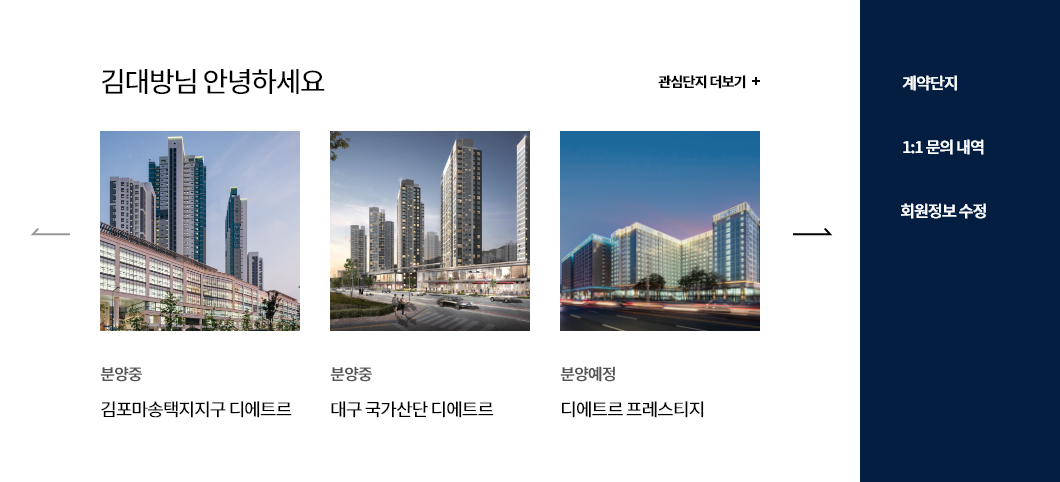 김대방님 안녕하세요
관심단지 더보기 +
분양중
김포마송택지지구 디에트르
분양중
대구 국가산단 디에트르
분양예정
디에트르 프레스티지
계약단지
1:1 문의 내역
회원정보 수정